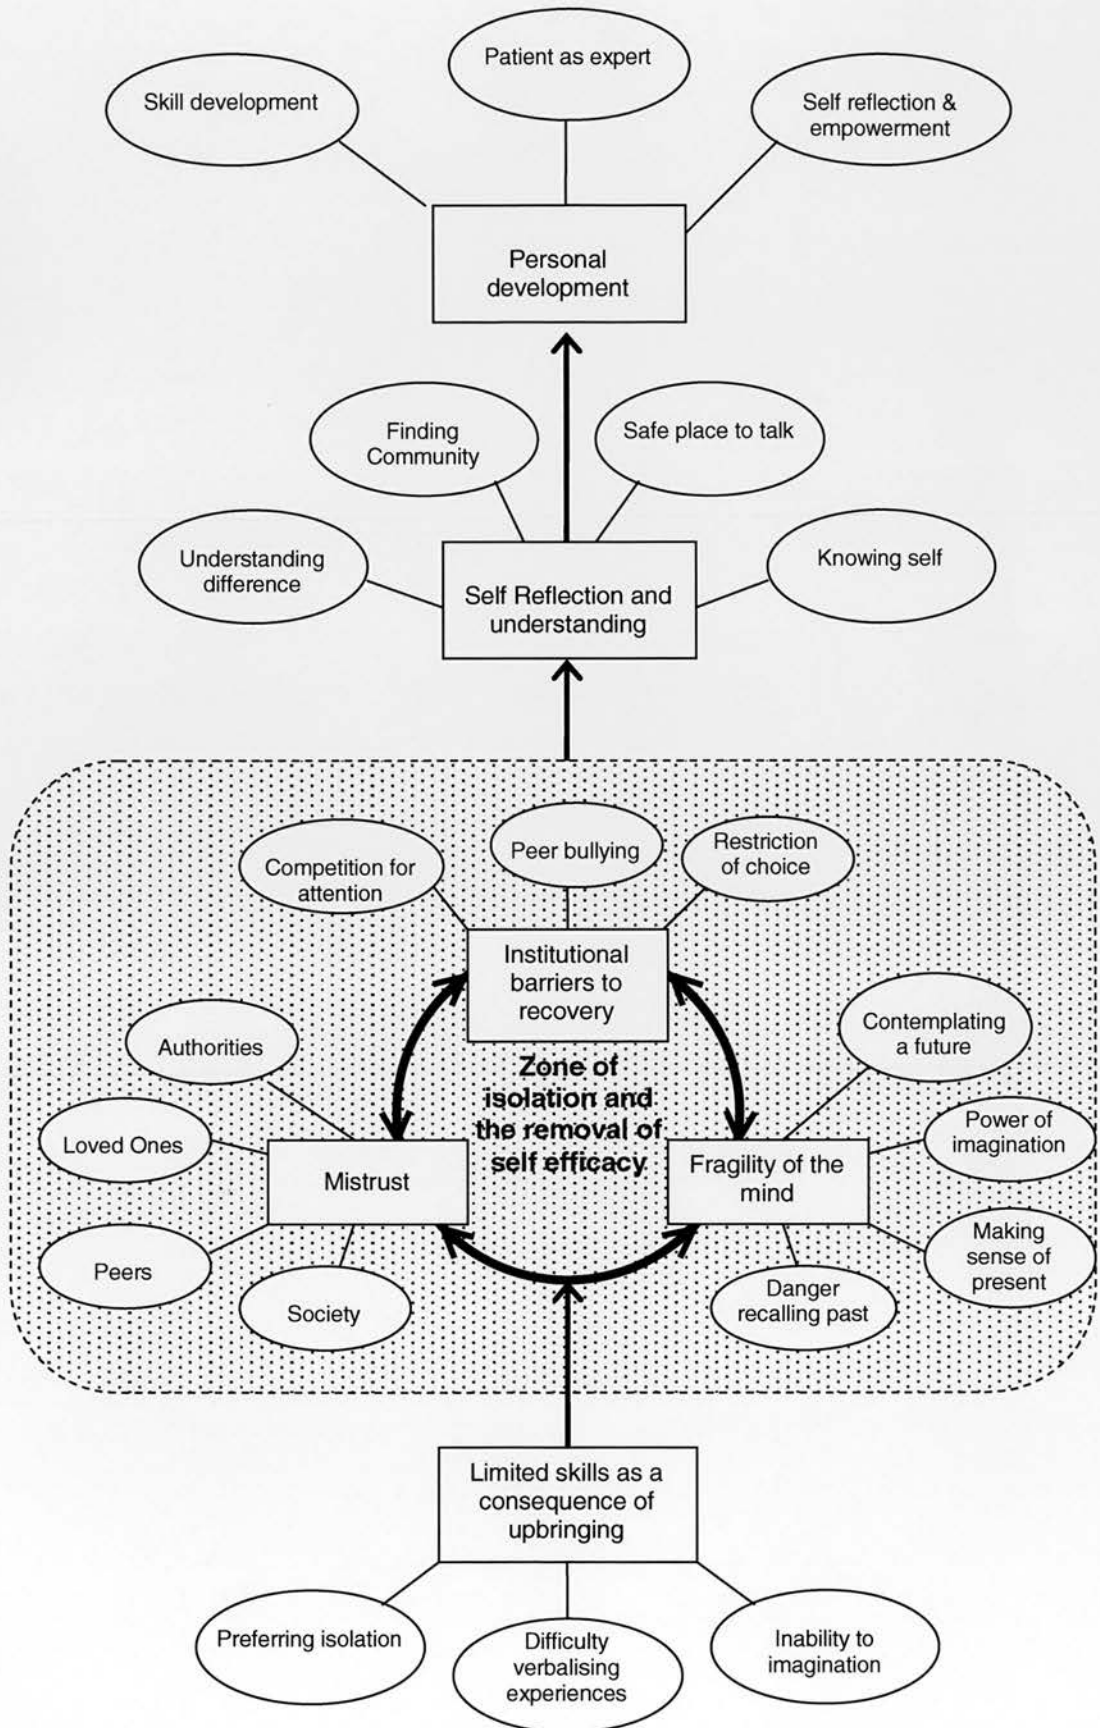 Patient as expert
Skill development
Self reflection &
empowerment
Personal
development
Finding
Community
Safe place to talk
Understanding
difference
Knowing self
Self Reflection and
understanding
Competition for
attention
Peer bullying
Restriction
of choice
Institutional
barriers to
recovery
Authorities
Contemplating
a future
Zone of
isolation and
the removal of
self efficacy
Loved Ones
Power of
imagination
Mistrust
Fragility of the
mind
Peers
Society
Danger
recalling past
Making
sense of
present
Limited skills as a
consequence of
upbringing
Preferring isolation
Difficulty
verbalising
experiences
Inability to
imagination